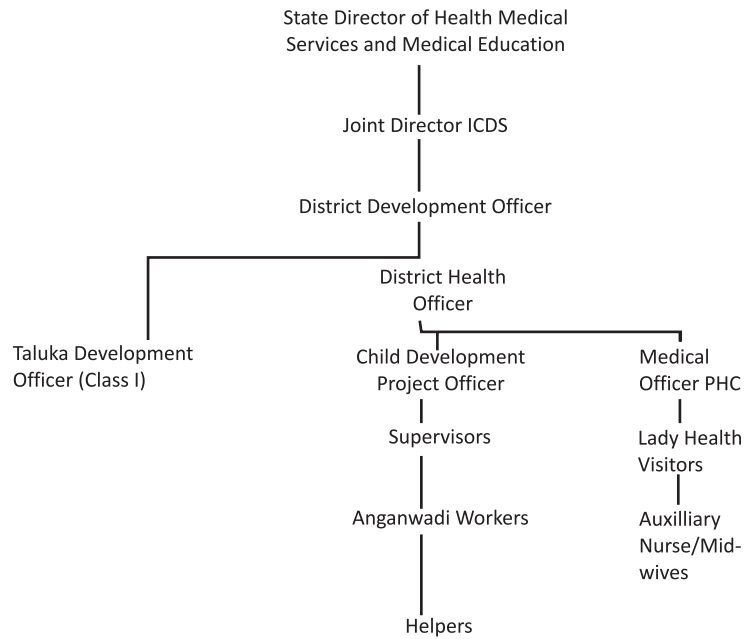 State Director of Health Medical
Services and Medical Education
Joint Director ICDS
District Development Officer
District Health
Officer
Taluka Development
Officer (Class I)
Child Development
Project Officer
Medical
Officer PHC
Supervisors
Lady Health
Visitors
Anganwadi Workers
Auxilliary
Nurse/Mid-
wives
Helpers